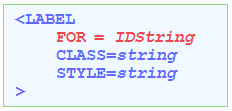 <LABEL
FOR = IDString
CLASS=string
STYLE=string
>